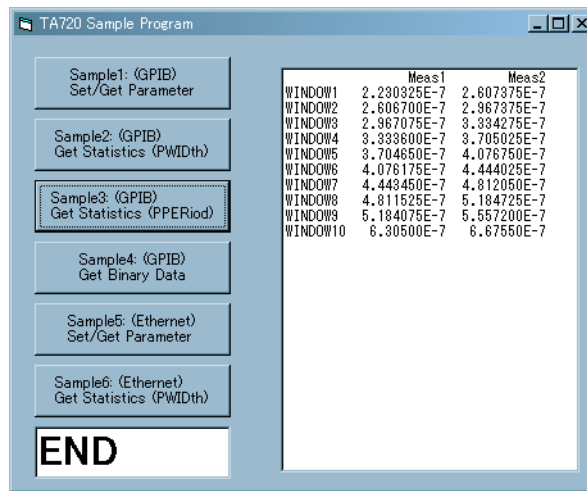 TA720 Sample Program
Sample1: (GPIB)
Set/Get Parameter
Sample2: (GPIB)
Get Statistics (PWIDth)
Sample3: (GPIB)
Get Statistics (PPERiod)
Sample4: (GPIB)
Get Binary Data
Sample5: (Ethernet)
Set/Get Parameter
Sample6: (Ethernet)
Get Statistics (PWIDth)
END
Meas1 Meas2
WINDOW1 2.230325E-7 2.607375E-7
WINDOW2 2.606700E-7 2.967375E-7
WINDOW3 2.967075E-7 3.334275E-7
WINDOW4 3.333600E-7 3.705025E-7
WINDOW5 3.704650E-7 4.076750E-7
WINDOW6 4.076175E-7 4.444025E-7
WINDOW7 4.443450E-7 4.812050E-7
WINDOW8 4.811525E-7 5.184725E-7
WINDOW9 5.184075E-7 5.557200E-7
WINDOW10 6.30500E-7 6.67550E-7